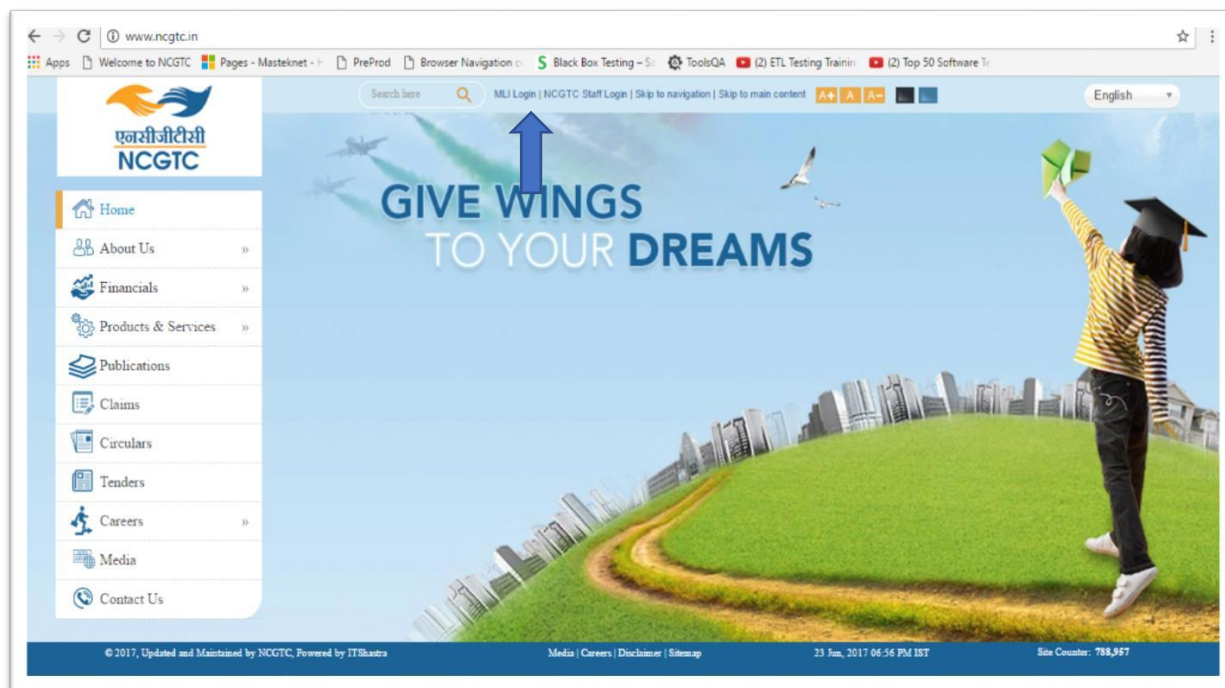 www.ncgtc.in
Apps Welcome to NCGTC Pages - Masteknet - PreProd Browser Navigation Black Box Testing – ToolsQA (2) ETL Testing (2) Top 50 Software
Search here MLI Login | NCGTC Staff Login | Skip to navigation | Skip to main content A+ A A- English
एनसीजीटीसी
NCGTC
GIVE WINGS
TO YOUR DREAMS
Home
About Us »
Financials »
Products & Services »
Publications
Claims
Circulars
Tenders
Careers »
Media
Contact Us
© 2017, Updated and Maintained by NCGTC, Powered by ITShastra Media | Careers | Disclaimer | Sitemap 23 Jun, 2017 06:56 PM IST Site Counter: 788,957